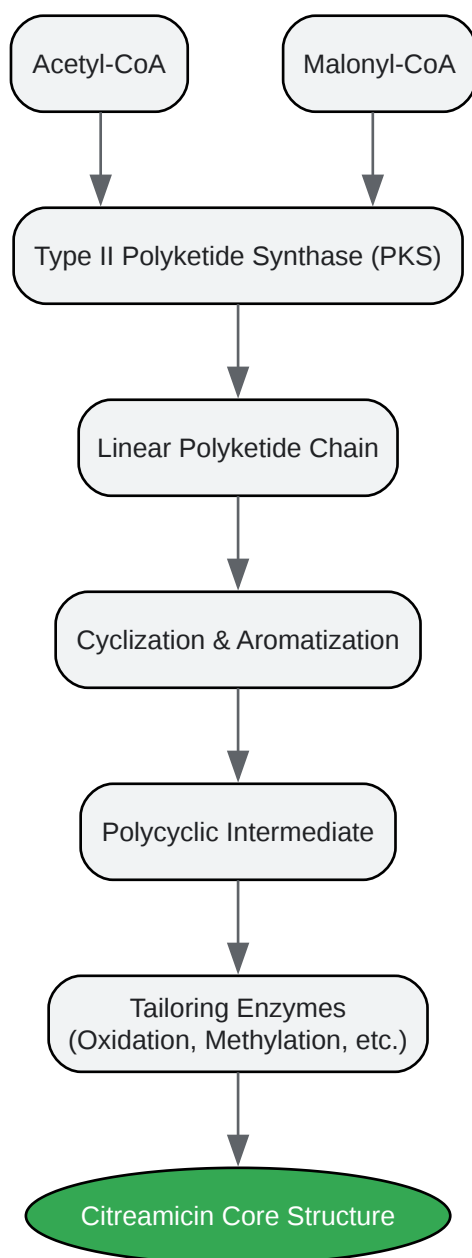 Acetyl-CoA
Malonyl-CoA
Type II Polyketide Synthase (PKS)
Linear Polyketide Chain
Cyclization & Aromatization
Polycyclic Intermediate
Tailoring Enzymes
(Oxidation, Methylation, etc.)
Citreamicin Core Structure